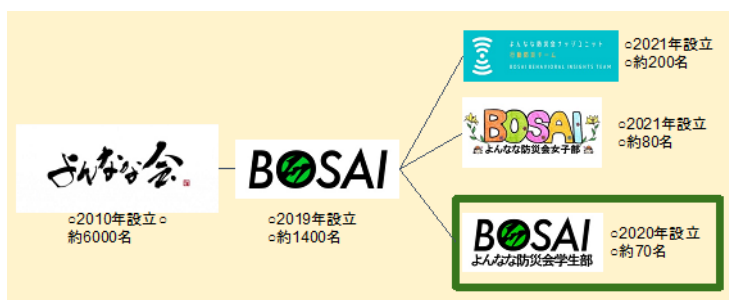 よんなな会
○2010年設立○
約6000名
BOSAI
○2019年設立
○約1400名
よんなな防災会ナッジユニット
行動防災チーム
BOSAI BEHAVIORAL INSIGHTS TEAM
○2021年設立
○約200名
BOSAI
よんなな防災会女子部
○2021年設立
○約80名
BOSAI
よんなな防災会学生部
○2020年設立
○約70名